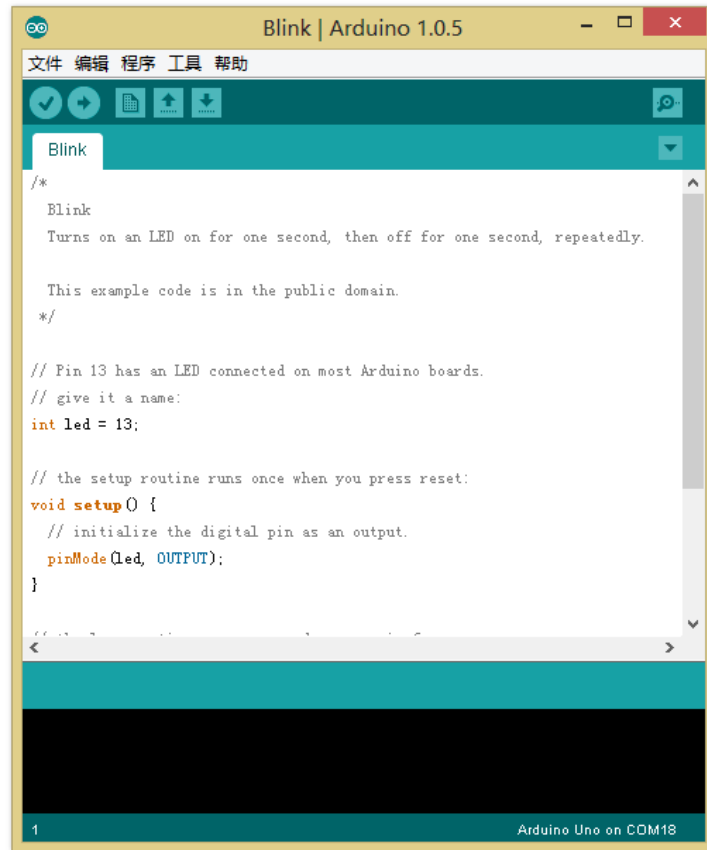 Blink | Arduino 1.0.5
文件 编辑 程序 工具 帮助
Blink
/*
  Blink
  Turns on an LED on for one second, then off for one second, repeatedly.
  This example code is in the public domain.
 */
// Pin 13 has an LED connected on most Arduino boards.
// give it a name:
int led = 13;
// the setup routine runs once when you press reset:
void setup() {
  // initialize the digital pin as an output.
  pinMode(led, OUTPUT);
}
1
Arduino Uno on COM18